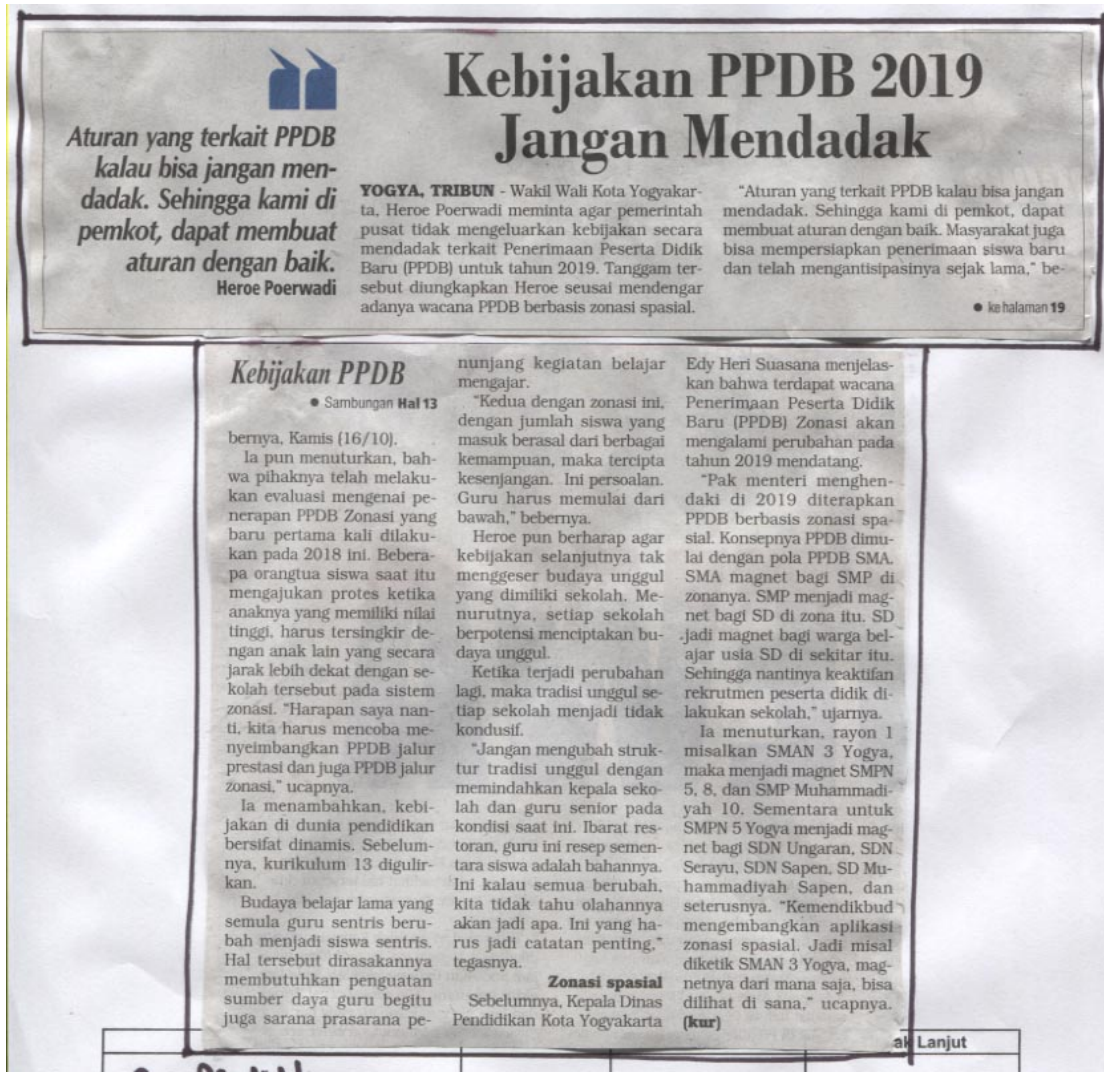 Aturan yang terkait PPDB
kalau bisa jangan men-
dadak. Sehingga kami di
pemkot, dapat membuat
aturan dengan baik.
Heroe Poerwadi
Kebijakan PPDB 2019
Jangan Mendadak
YOGYA, TRIBUN - Wakil Wali Kota Yogyakar-
ta, Heroe Poerwadi meminta agar pemerintah
pusat tidak mengeluarkan kebijakan secara
mendadak terkait Penerimaan Peserta Didik
Baru (PPDB) untuk tahun 2019. Tanggam ter-
sebut diungkapkan Heroe seusai mendengar
adanya wacana PPDB berbasis zonasi spasial.
"Aturan yang terkait PPDB kalau bisa jangan
mendadak. Sehingga kami di pemkot, dapat
membuat aturan dengan baik. Masyarakat juga
bisa mempersiapkan penerimaan siswa baru
dan telah mengantisipasinya sejak lama," be-
● ke halaman 19
Kebijakan PPDB
● Sambungan Hal 13
bernya, Kamis (16/10).
Ia pun menuturkan, bah-
wa pihaknya telah melaku-
kan evaluasi mengenai pe-
nerapan PPDB Zonasi yang
baru pertama kali dilaku-
kan pada 2018 ini. Bebera-
pa orangtua siswa saat itu
mengajukan protes ketika
anaknya yang memiliki nilai
tinggi, harus tersingkir de-
ngan anak lain yang secara
jarak lebih dekat dengan se-
kolah tersebut pada sistem
zonasi. "Harapan saya nan-
ti, kita harus mencoba me-
nyeimbangkan PPDB jalur
prestasi dan juga PPDB jalur
zonasi," ucapnya.
Ia menambahkan, kebi-
jakan di dunia pendidikan
bersifat dinamis. Sebelum-
nya, kurikulum 13 digulir-
kan.
Budaya belajar lama yang
semula guru sentris beru-
bah menjadi siswa sentris.
Hal tersebut dirasakannya
membutuhkan penguatan
sumber daya guru begitu
juga sarana prasarana pe-
nunjang kegiatan belajar
mengajar.
"Kedua dengan zonasi ini,
dengan jumlah siswa yang
masuk berasal dari berbagai
kemampuan, maka tercipta
kesenjangan. Ini persoalan.
Guru harus memulai dari
bawah," bebernya.
Heroe pun berharap agar
kebijakan selanjutnya tak
menggeser budaya unggul
yang dimiliki sekolah. Me-
nurutnya, setiap sekolah
berpotensi menciptakan bu-
daya unggul.
Ketika terjadi perubahan
lagi, maka tradisi unggul se-
tiap sekolah menjadi tidak
kondusif.
"Jangan mengubah struk-
tur tradisi unggul dengan
memindahkan kepala seko-
lah dan guru senior pada
kondisi saat ini. Ibarat res-
toran, guru ini resep semen-
tara siswa adalah bahannya.
Ini kalau semua berubah,
kita tidak tahu olahannya
akan jadi apa. Ini yang ha-
rus jadi catatan penting,"
tegasnya.
Zonasi spasial
Sebelumnya, Kepala Dinas
Pendidikan Kota Yogyakarta
Edy Heri Suasana menjelas-
kan bahwa terdapat wacana
Penerimaan Peserta Didik
Baru (PPDB) Zonasi akan
mengalami perubahan pada
tahun 2019 mendatang.
"Pak menteri menghen-
daki di 2019 diterapkan
PPDB berbasis zonasi spa-
sial. Konsepnya PPDB dimu-
lai dengan pola PPDB SMA.
SMA magnet bagi SMP di
zonanya. SMP menjadi mag-
net bagi SD di zona itu. SD
jadi magnet bagi warga bel-
ajar usia SD di sekitar itu.
Sehingga nantinya keaktifan
rekrutmen peserta didik di-
lakukan sekolah," ujarnya.
Ia menuturkan, rayon 1
misalkan SMAN 3 Yogya,
maka menjadi magnet SMPN
5, 8, dan SMP Muhammadi-
yah 10. Sementara untuk
SMPN 5 Yogya menjadi mag-
net bagi SDN Ungaran, SDN
Serayu, SDN Sapen, SD Mu-
hammadiyah Sapen, dan
seterusnya. "Kemendikbud
mengembangkan aplikasi
zonasi spasial. Jadi misal
diketik SMAN 3 Yogya, mag-
netnya dari mana saja, bisa
dilihat di sana," ucapnya.
(kur)
ak Lanjut